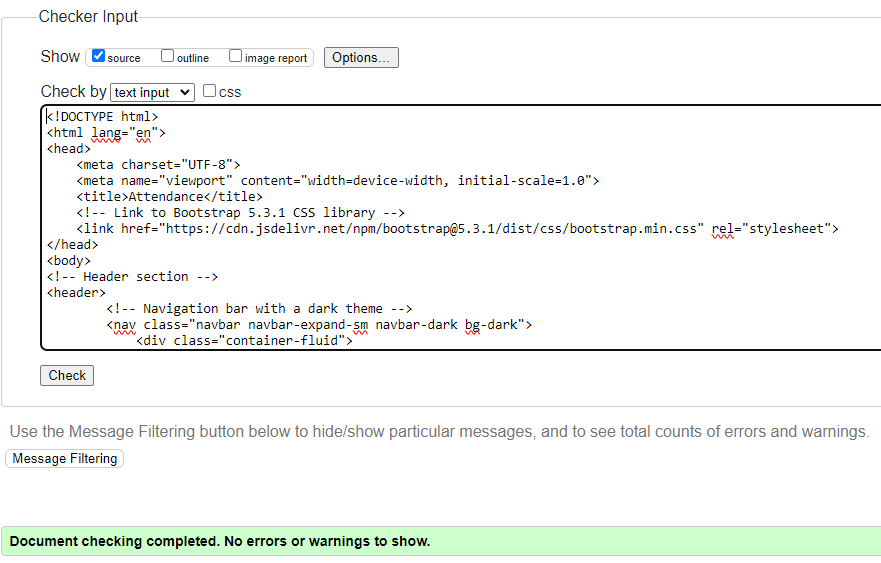 Checker Input
Show source outline image report Options...
Check by text input css
<!DOCTYPE html>
<html lang="en">
<head>
    <meta charset="UTF-8">
    <meta name="viewport" content="width=device-width, initial-scale=1.0">
    <title>Attendance</title>
    <!-- Link to Bootstrap 5.3.1 CSS library -->
    <link href="https://cdn.jsdelivr.net/npm/bootstrap@5.3.1/dist/css/bootstrap.min.css" rel="stylesheet">
</head>
<body>
<!-- Header section -->
<header>
        <!-- Navigation bar with a dark theme -->
        <nav class="navbar navbar-expand-sm navbar-dark bg-dark">
            <div class="container-fluid">
Check
Use the Message Filtering button below to hide/show particular messages, and to see total counts of errors and warnings.
Message Filtering
Document checking completed. No errors or warnings to show.